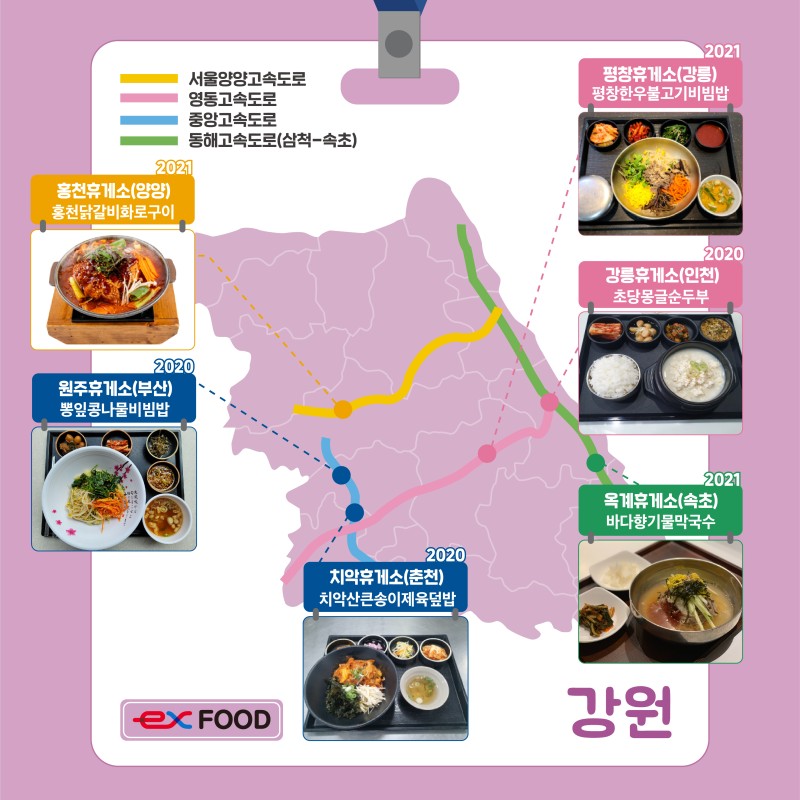 서울양양고속도로
영동고속도로
중앙고속도로
동해고속도로(삼척-속초)
2021
홍천휴게소(양양)
홍천닭갈비화로구이
2020
원주휴게소(부산)
뽕잎콩나물비빔밥
2020
치악휴게소(춘천)
치악산큰송이제육덮밥
2021
평창휴게소(강릉)
평창한우불고기비빔밥
2020
강릉휴게소(인천)
초당몽글순두부
2021
옥계휴게소(속초)
바다향기물막국수
ex FOOD
강원